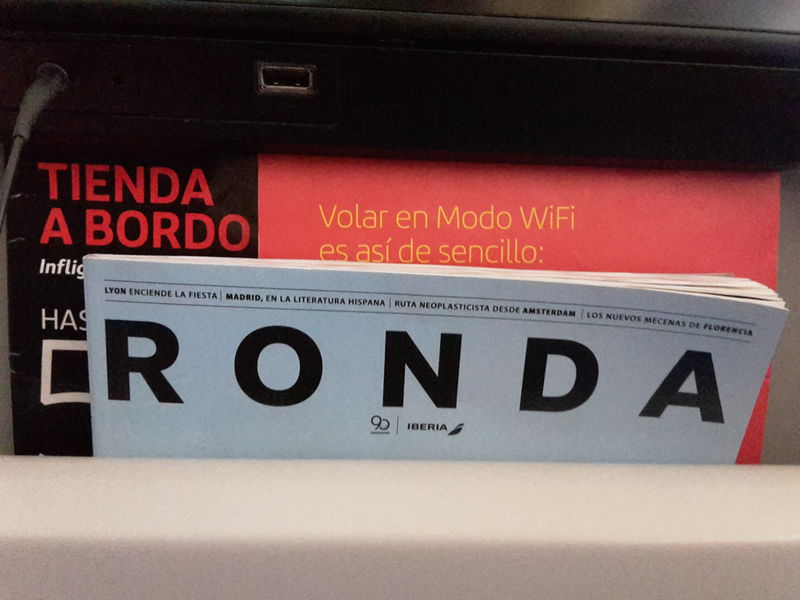 TIENDA
A BORDO
Volar en Modo WiFi
es así de sencillo:
LYON ENCIENDE LA FIESTA | MADRID, EN LA LITERATURA HISPANA | RUTA NEOPLASTICISTA DESDE AMSTERDAM | LOS NUEVOS MECENAS DE FLORENCIA
RONDA
90 | IBERIA